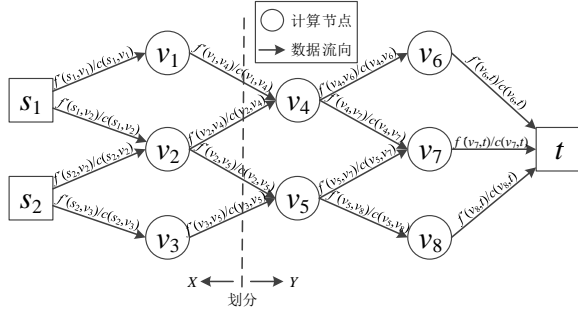 计算节点
数据流向
s₁
s₂
f(s₁,v₁)/c(s₁,v₁)
f(s₁,v₂)/c(s₁,v₂)
f(s₂,v₂)/c(s₂,v₂)
f(s₂,v₃)/c(s₂,v₃)
v₁
v₂
v₃
f(v₁,v₄)/c(v₁,v₄)
f(v₂,v₄)/c(v₂,v₄)
f(v₂,v₅)/c(v₂,v₅)
f(v₃,v₅)/c(v₃,v₅)
v₄
v₅
f(v₄,v₆)/c(v₄,v₆)
f(v₄,v₇)/c(v₄,v₇)
f(v₅,v₇)/c(v₅,v₇)
f(v₅,v₈)/c(v₅,v₈)
v₆
v₇
v₈
f(v₆,t)/c(v₆,t)
f(v₇,t)/c(v₇,t)
f(v₈,t)/c(v₈,t)
t
X
Y
划分